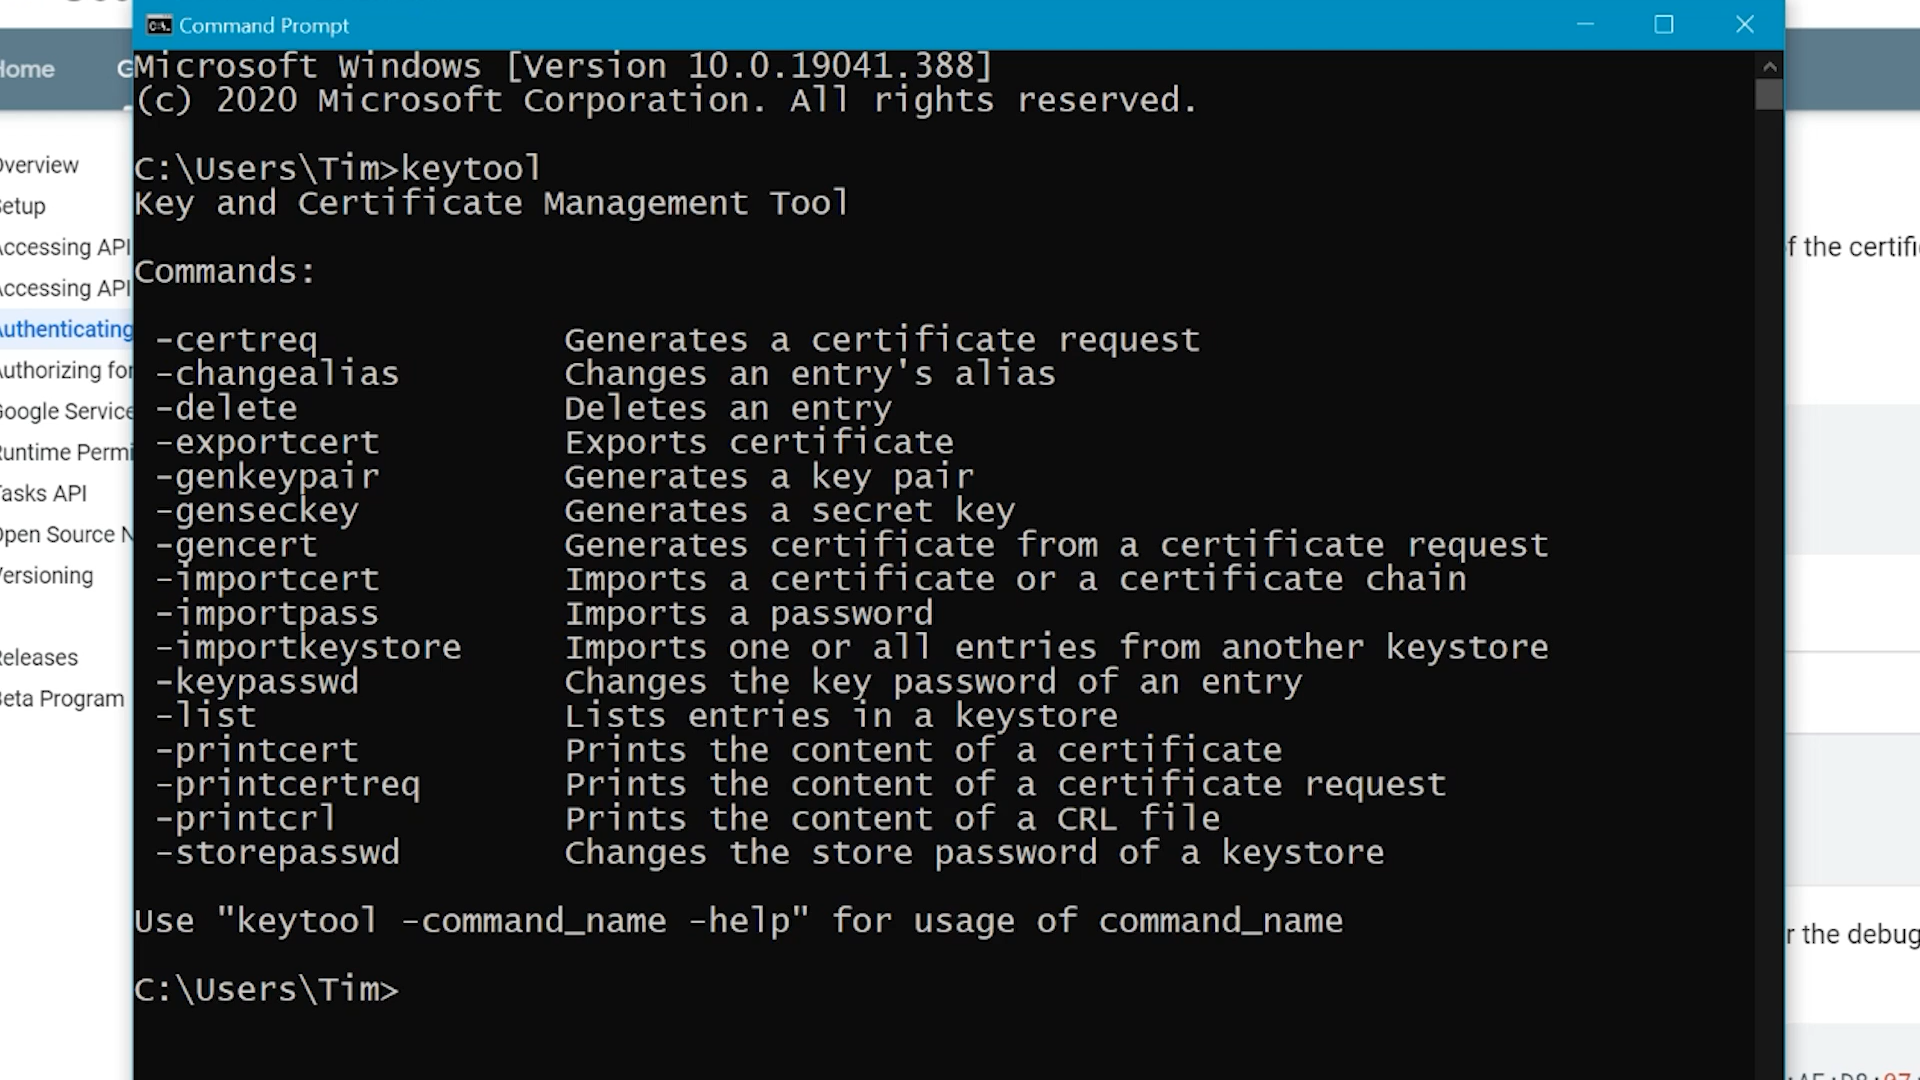 Command Prompt
Microsoft Windows [Version 10.0.19041.388]
(c) 2020 Microsoft Corporation. All rights reserved.
C:\Users\Tim>keytool
Key and Certificate Management Tool
Commands:
-certreq Generates a certificate request
-changealias Changes an entry's alias
-delete Deletes an entry
-exportcert Exports certificate
-genkeypair Generates a key pair
-genseckey Generates a secret key
-gencert Generates certificate from a certificate request
-importcert Imports a certificate or a certificate chain
-importpass Imports a password
-importkeystore Imports one or all entries from another keystore
-keypasswd Changes the key password of an entry
-list Lists entries in a keystore
-printcert Prints the content of a certificate
-printcertreq Prints the content of a certificate request
-printcrl Prints the content of a CRL file
-storepasswd Changes the store password of a keystore
Use "keytool -command_name -help" for usage of command_name
C:\Users\Tim>
Home
Overview
Setup
Accessing API
Accessing API
Authenticating
Authorizing for
Google Service
Runtime Permi
Tasks API
Open Source N
Versioning
Releases
Beta Program
f the certifi
r the debug